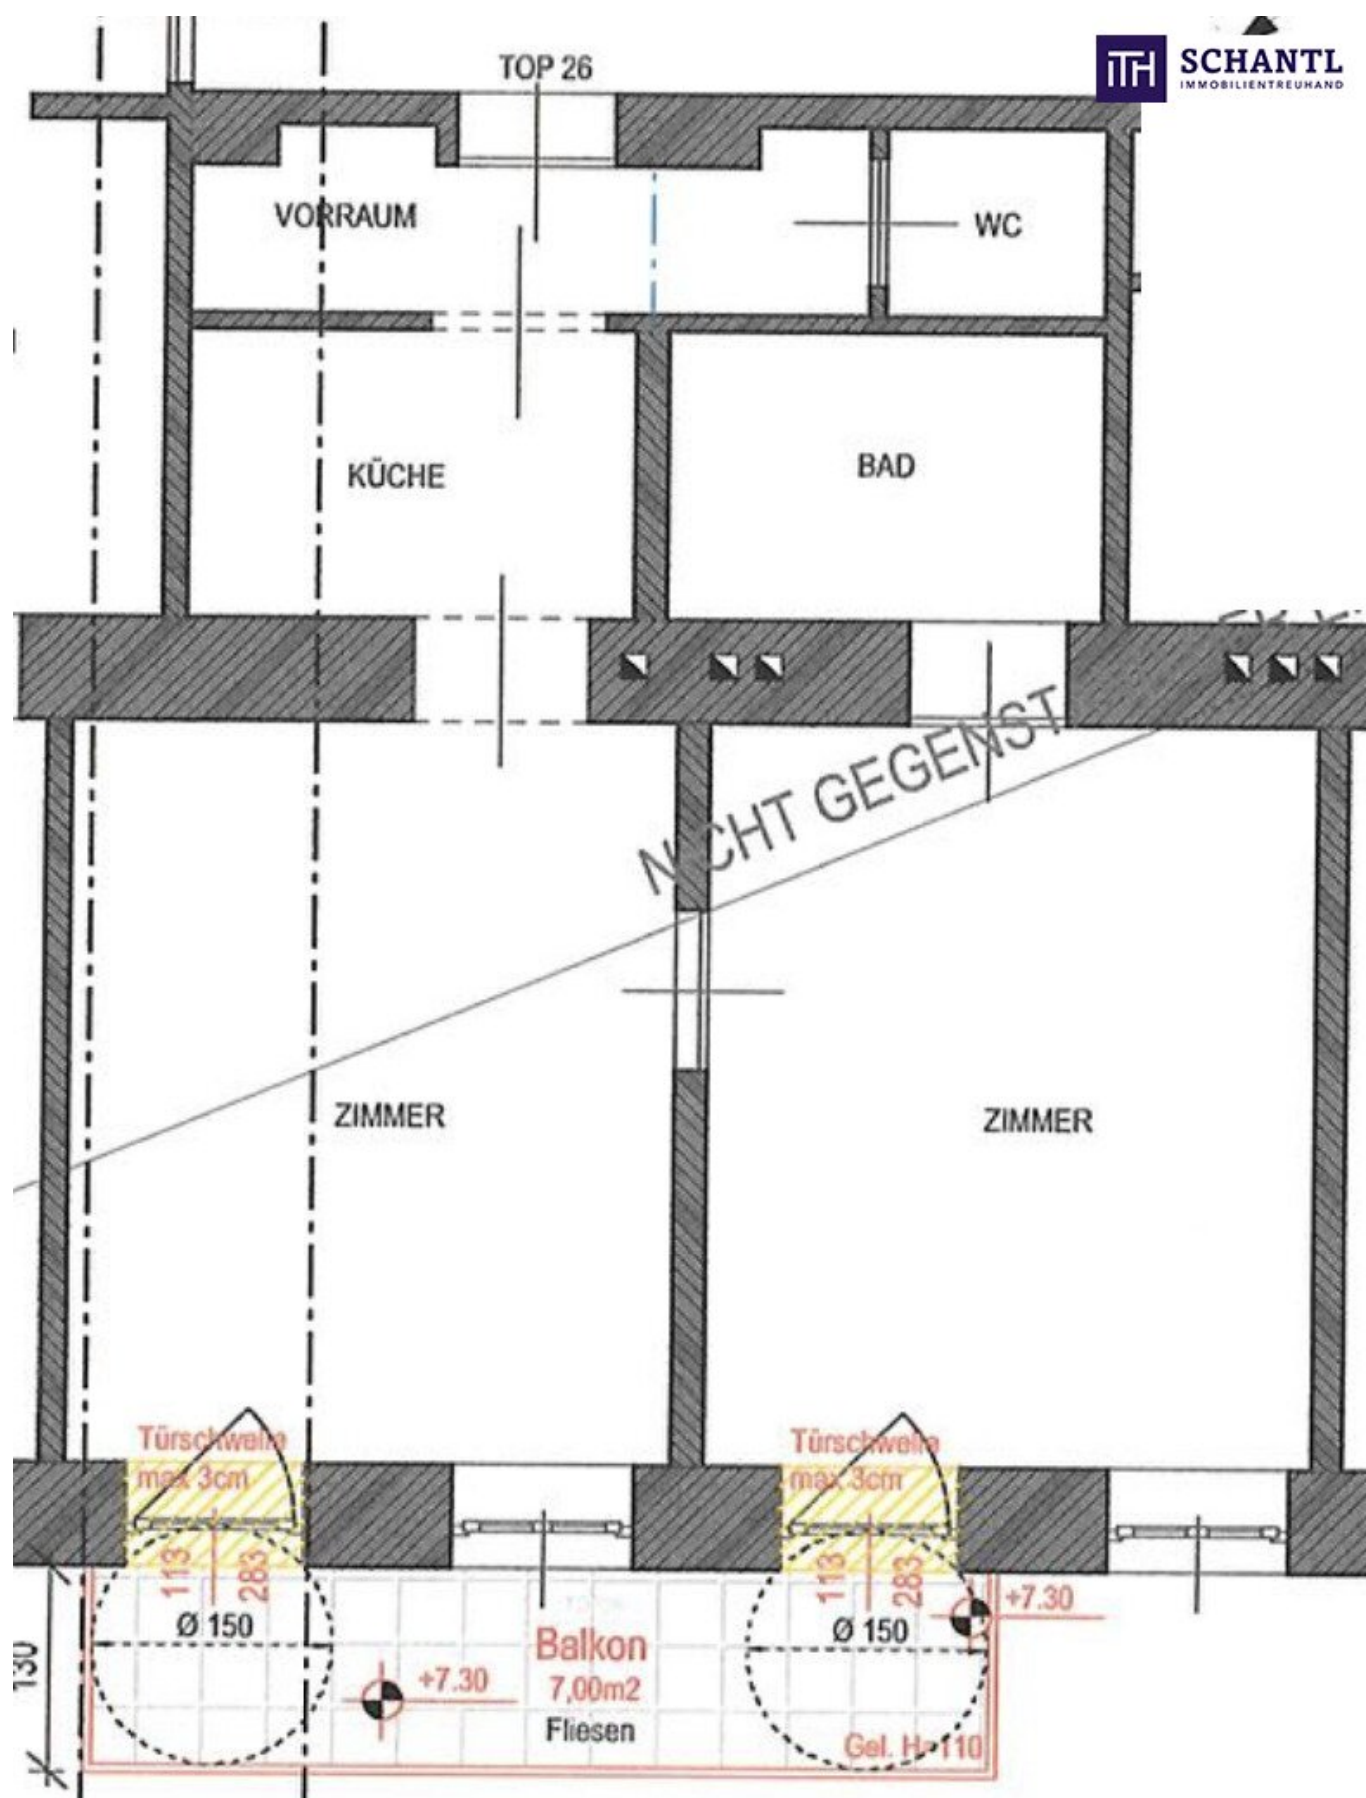 TOP 26
iTH SCHANTL
IMMOBILIENTREUHAND
VORRAUM
WC
KÜCHE
BAD
NICHT GEGENST
ZIMMER
ZIMMER
Türschwelle
max 3cm
Türschwelle
max 3cm
113
283
113
283
Ø 150
Ø 150
+7.30
130
Balkon
+7.30
7,00m2
Fliesen
Gel. H=110